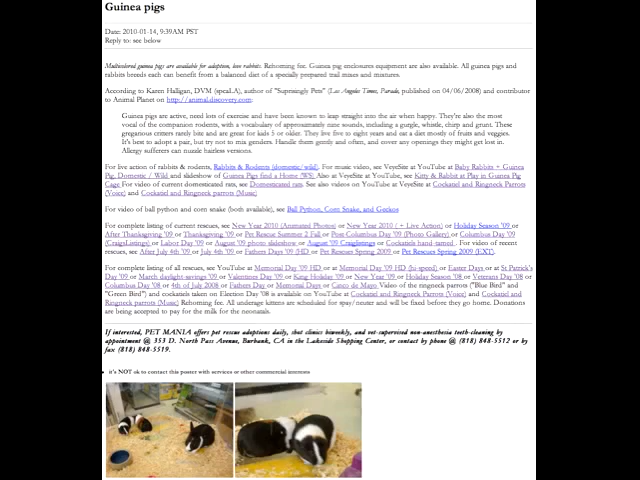 Guinea pigs
Date: 2010-01-14, 9:39AM PST
Reply to: see below
Multicolored guinea pigs are available for adoption, love rabbits. Rehoming fee. Guinea pig enclosures equipment are also available. All guinea pigs and
rabbits breeds each can benefit from a balanced diet of a specially prepared trail mixes and mixtures.
According to Karen Halligan, DVM (speaLA), author of "Suprisingly Pets" (Los Angeles Times, Parade, published on 04/06/2008) and contributor
to Animal Planet on http://animal.discovery.com:
Guinea pigs are active, need lots of exercise and have been known to leap straight into the air when happy. They're also the most
vocal of the companion rodents, with a vocabulary of approximately nine sounds, including a gurgle, whistle, chirp and grunt. These
gregarious critters rarely bite and are great for kids 5 or older. They live five to eight years and eat a diet mostly of fruits and veggies.
It's best to adopt a pair, but try not to mix genders. Handle them gently and often, and cover any openings they might get lost in.
Allergy sufferers can nuzzle hairless versions.
For live action of rabbits & rodents, Rabbits & Rodents (domestic/wild). For music video, see VeyeSite at YouTube at Baby Rabbits + Guinea
Pig, Domestic / Wild and slideshow of Guinea Pigs find a Home (WS) Also at VeyeSite at YouTube, see Kitty & Rabbit at Play in Guinea Pig
Cage For video of current domesticated rats, see Domesticated rats. See also videos on YouTube at VeyeSite at Cockatiel and Ringneck Parrots
(Voice) and Cockatiel and Ringneck parrots (Music)
For video of ball python and corn snake (both available), see Ball Python, Corn Snake, and Geckos
For complete listing of current rescues, see New Year 2010 (Animated Photos) or New Year 2010 (+ Live Action) or Holiday Season '09 or
After Thanksgiving '09 or Thanksgiving '09 or Pet Rescue Summer 2 Fall or Post Columbus Day '09 (Photo Gallery) or Columbus Day '09
(CraigsListings) or Labor Day '09 or August '09 photo slideshow or August '09 Craiglistings or Cockatiels hand-tamed . For video of recent
rescues, see After July 4th '09 or July 4th '09 or Fathers Days '09 (HD or Pet Rescues Spring 2009 or Pet Rescues Spring 2009 (EXT).
For complete listing of all rescues, see YouTube at Memorial Day '09 HD or at Memorial Day '09 HD (hi-speed) or Easter Days or at St Patrick's
Day '09 or March daylight-savings '09 or Valentines Day '09 or King Holiday '09 or New Year '09 or Holiday Season '09 or Veterans Day '08 or
Columbus Day '08 or 4th of July 2008 or Fathers Day or Memorial Days or Cinco de Mayo Video of the ringneck parrots ("Blue Bird" and
"Green Bird") and cockatiels taken on Election Day '08 is available on YouTube at Cockatiel and Ringneck Parrots (Voice) and Cockatiel and
Ringneck parrots (Music) Rehoming fee. All underage kittens are scheduled for spay/neuter and will be fixed before they go home. Donations
are being accepted to pay for the milk for the neonatals.
If interested, PET MANIA offers pet rescue adoptions daily, shot clinics biweekly, and vet-supervised non-anesthesia teeth-cleaning by
appointment @ 353 D. North Pass Avenue, Burbank, CA in the Lakeside Shopping Center, or contact by phone @ (818) 848-5512 or by
fax (818) 848-5519.
it's NOT ok to contact this poster with services or other commercial interests